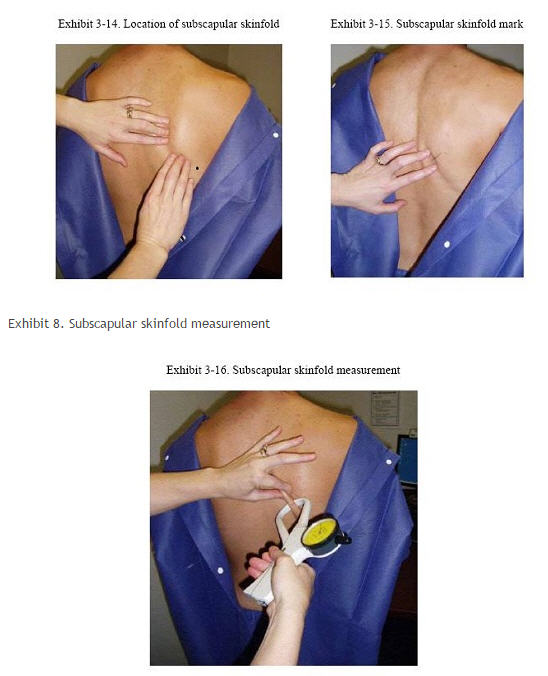 Exhibit 3-14. Location of subscapular skinfold
Exhibit 3-15. Subscapular skinfold mark
Exhibit 8. Subscapular skinfold measurement
Exhibit 3-16. Subscapular skinfold measurement